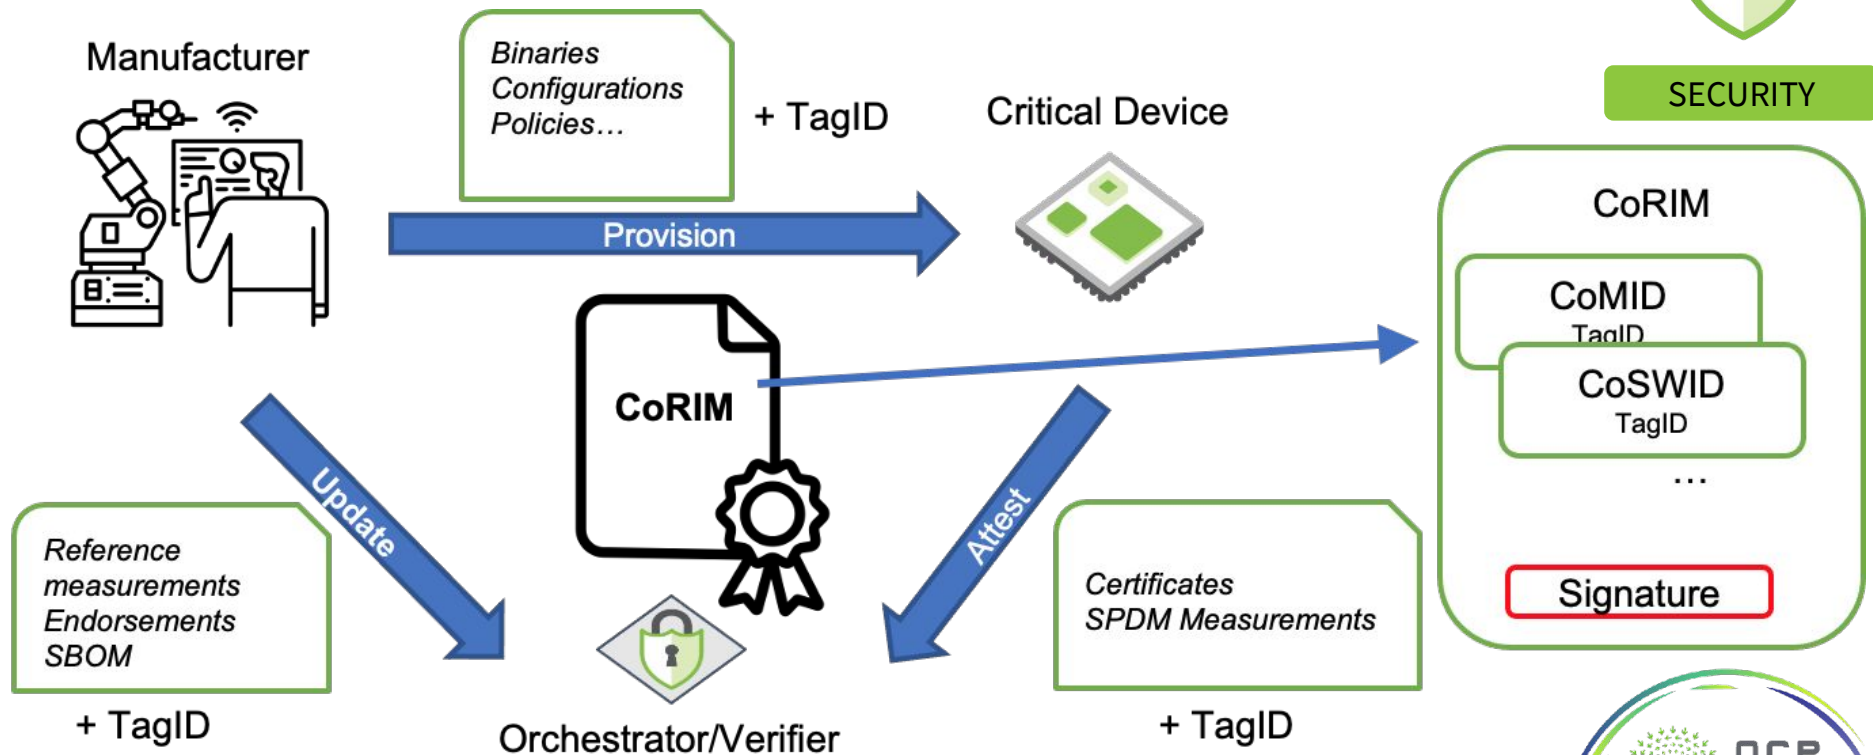 Manufacturer
Binaries
Configurations
Policies...
+ TagID
Critical Device
SECURITY
Provision
CoRIM
CoMID
TagID
CoSWID
TagID
...
Signature
CoRIM
Update
Attest
Reference
measurements
Endorsements
SBOM
+ TagID
Certificates
SPDM Measurements
+ TagID
Orchestrator/Verifier